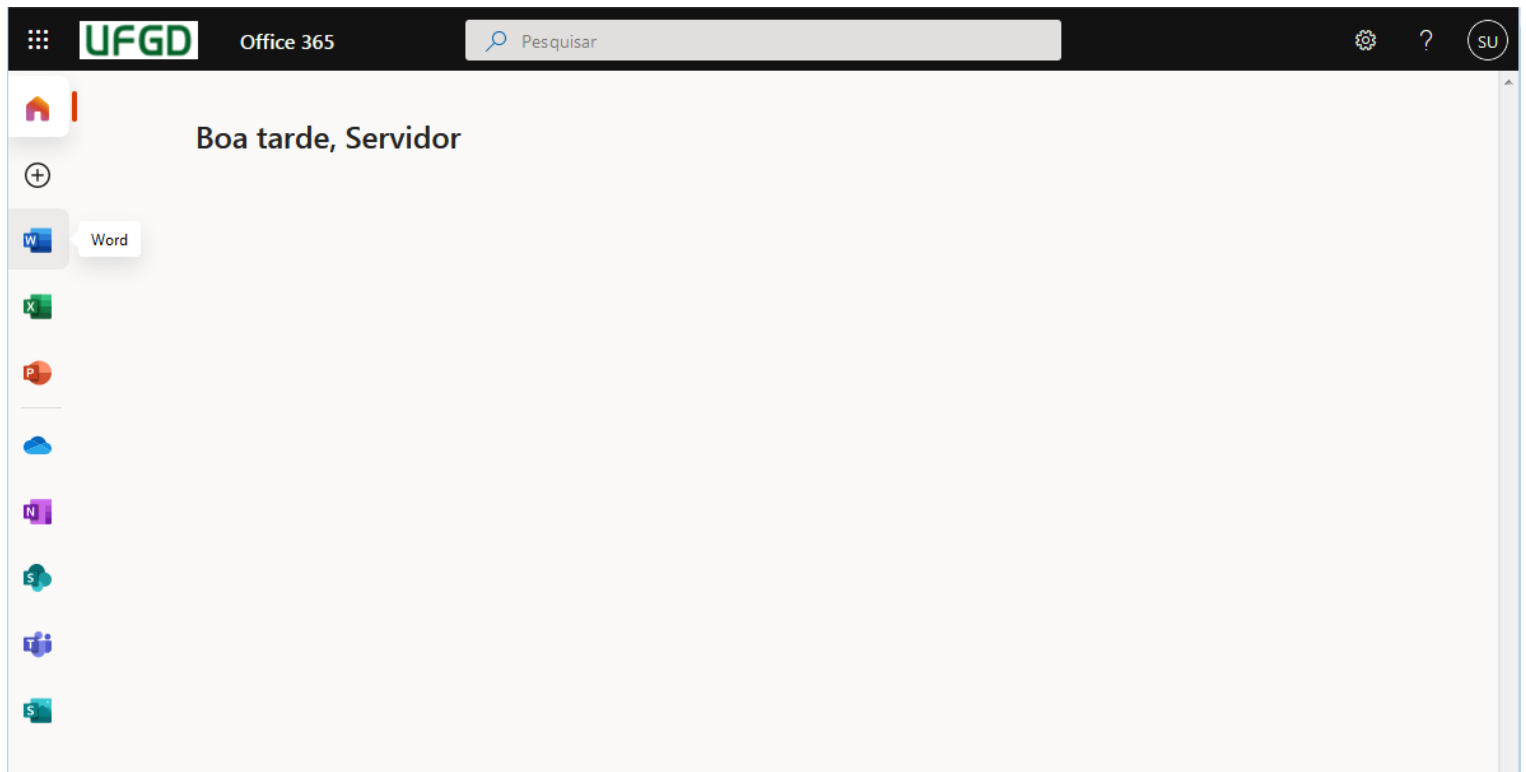 UFGD Office 365 Pesquisar ? SU
Boa tarde, Servidor
W Word
X
P
N
S
T
S